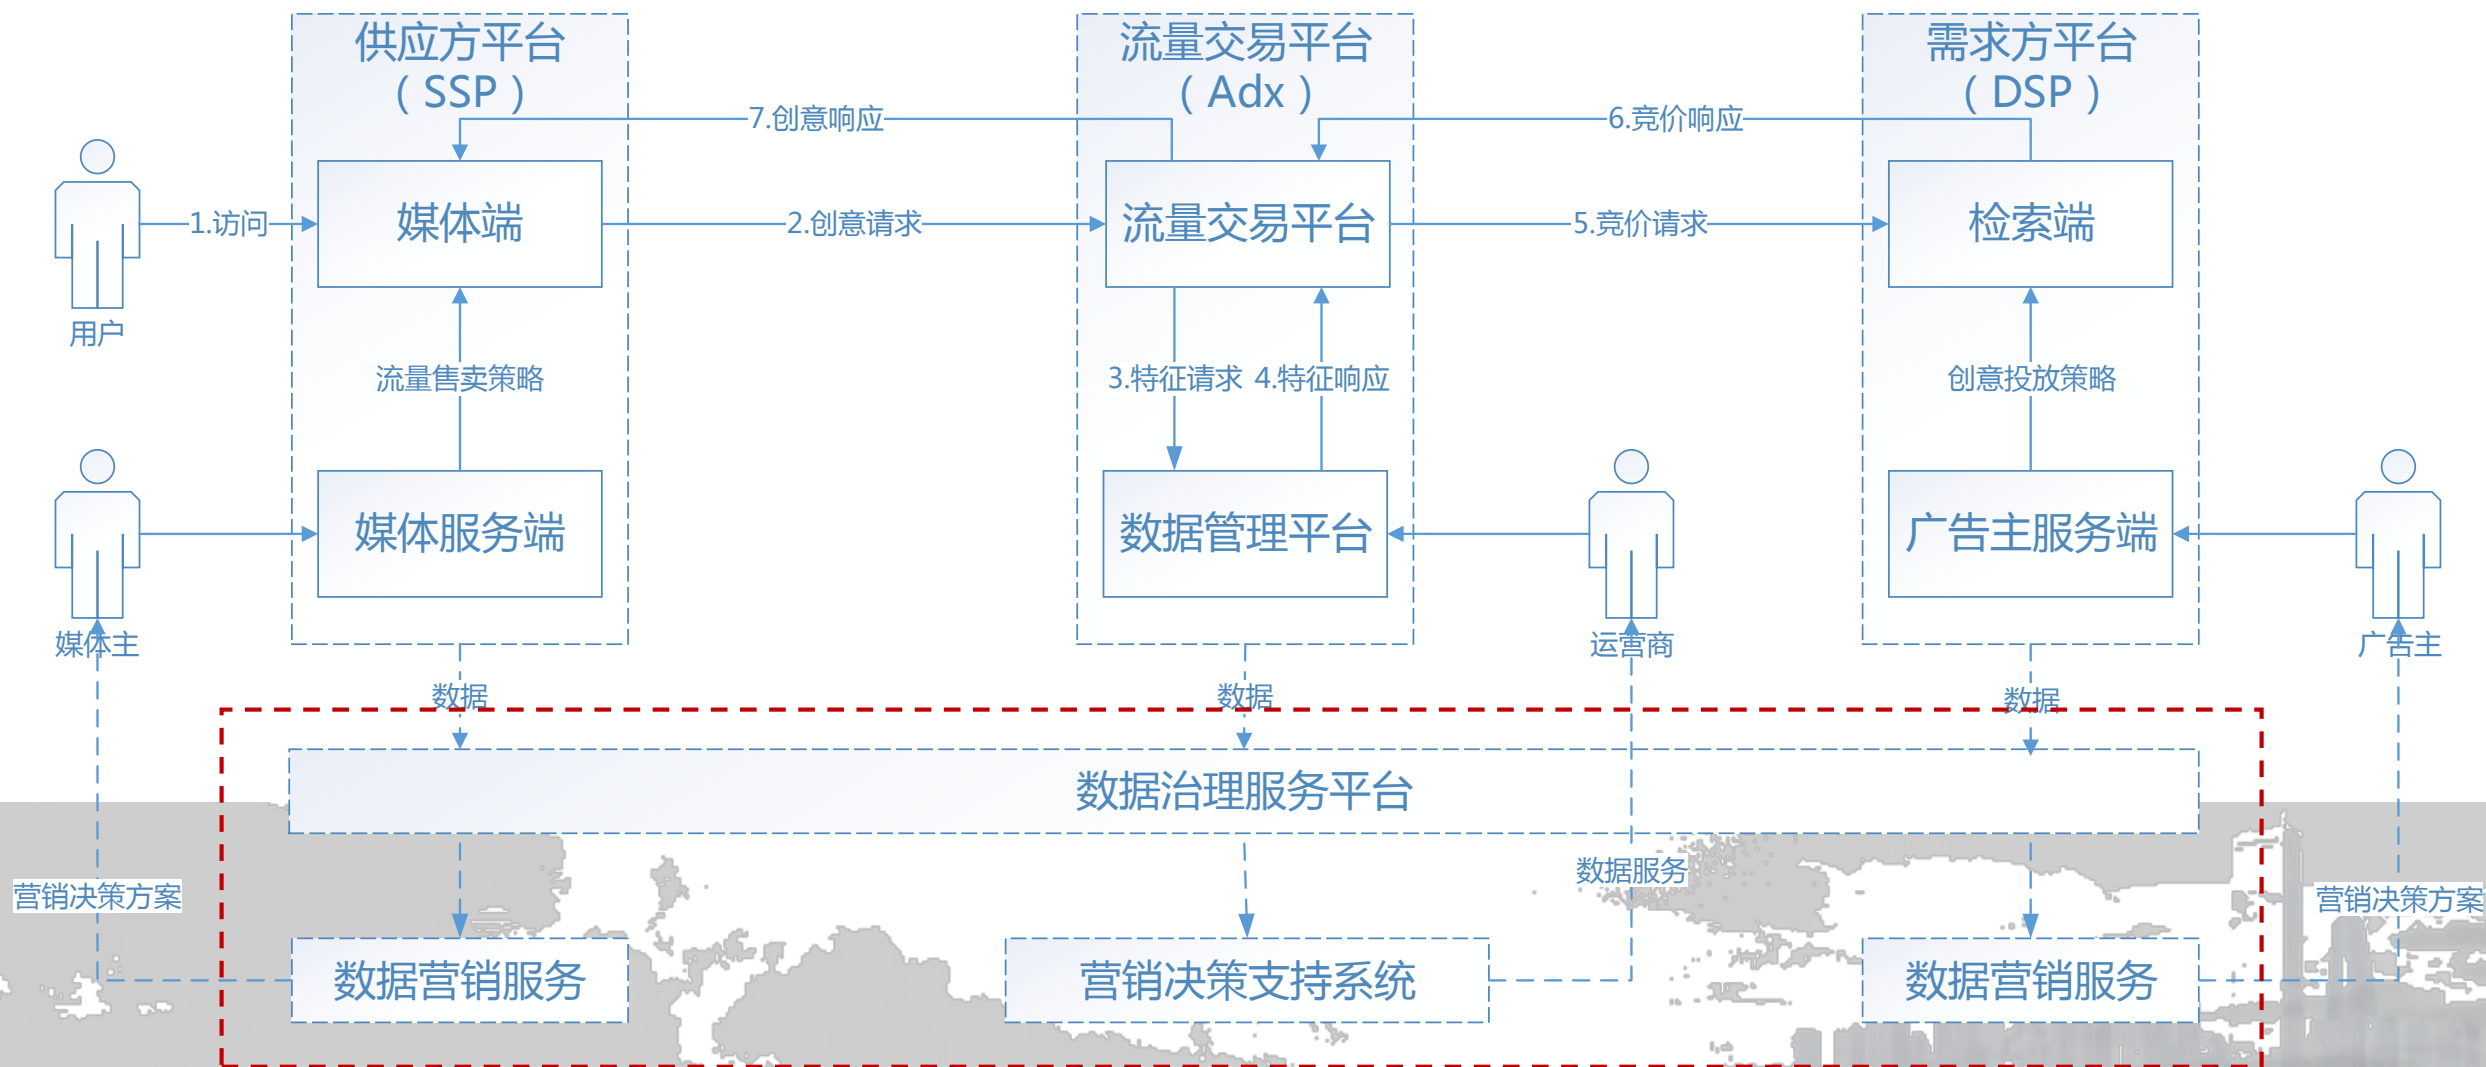 供应方平台
（SSP）
流量交易平台
（Adx）
需求方平台
（DSP）
7.创意响应
6.竞价响应
1.访问
媒体端
2.创意请求
流量交易平台
5.竞价请求
检索端
用户
流量售卖策略
3.特征请求
4.特征响应
创意投放策略
媒体服务端
数据管理平台
广告主服务端
媒体主
运营商
广告主
数据
数据
数据
数据治理服务平台
数据服务
营销决策方案
营销决策方案
数据营销服务
营销决策支持系统
数据营销服务